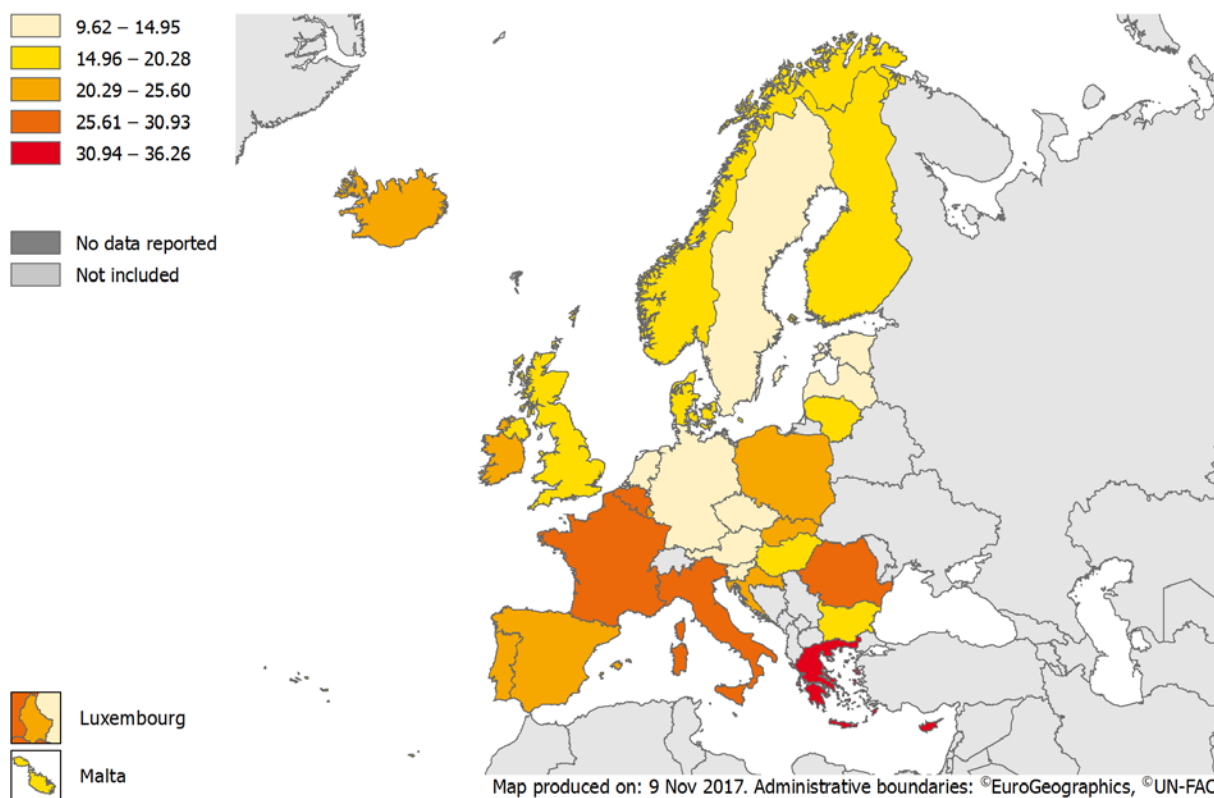 9.62 – 14.95
14.96 – 20.28
20.29 – 25.60
25.61 – 30.93
30.94 – 36.26
No data reported
Not included
Luxembourg
Malta
Map produced on: 9 Nov 2017. Administrative boundaries: ©EuroGeographics, ©UN-FAO